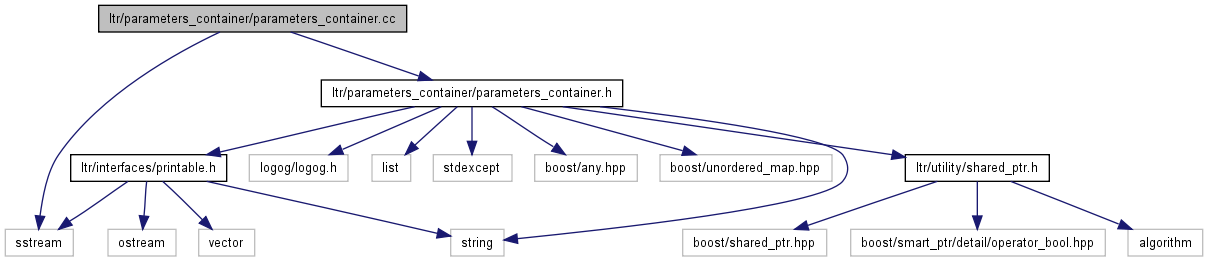 ltr/parameters_container/parameters_container.cc
ltr/parameters_container/parameters_container.h
ltr/interfaces/printable.h
logog/logog.h
list
stdexcept
boost/any.hpp
boost/unordered_map.hpp
ltr/utility/shared_ptr.h
sstream
ostream
vector
string
boost/shared_ptr.hpp
boost/smart_ptr/detail/operator_bool.hpp
algorithm